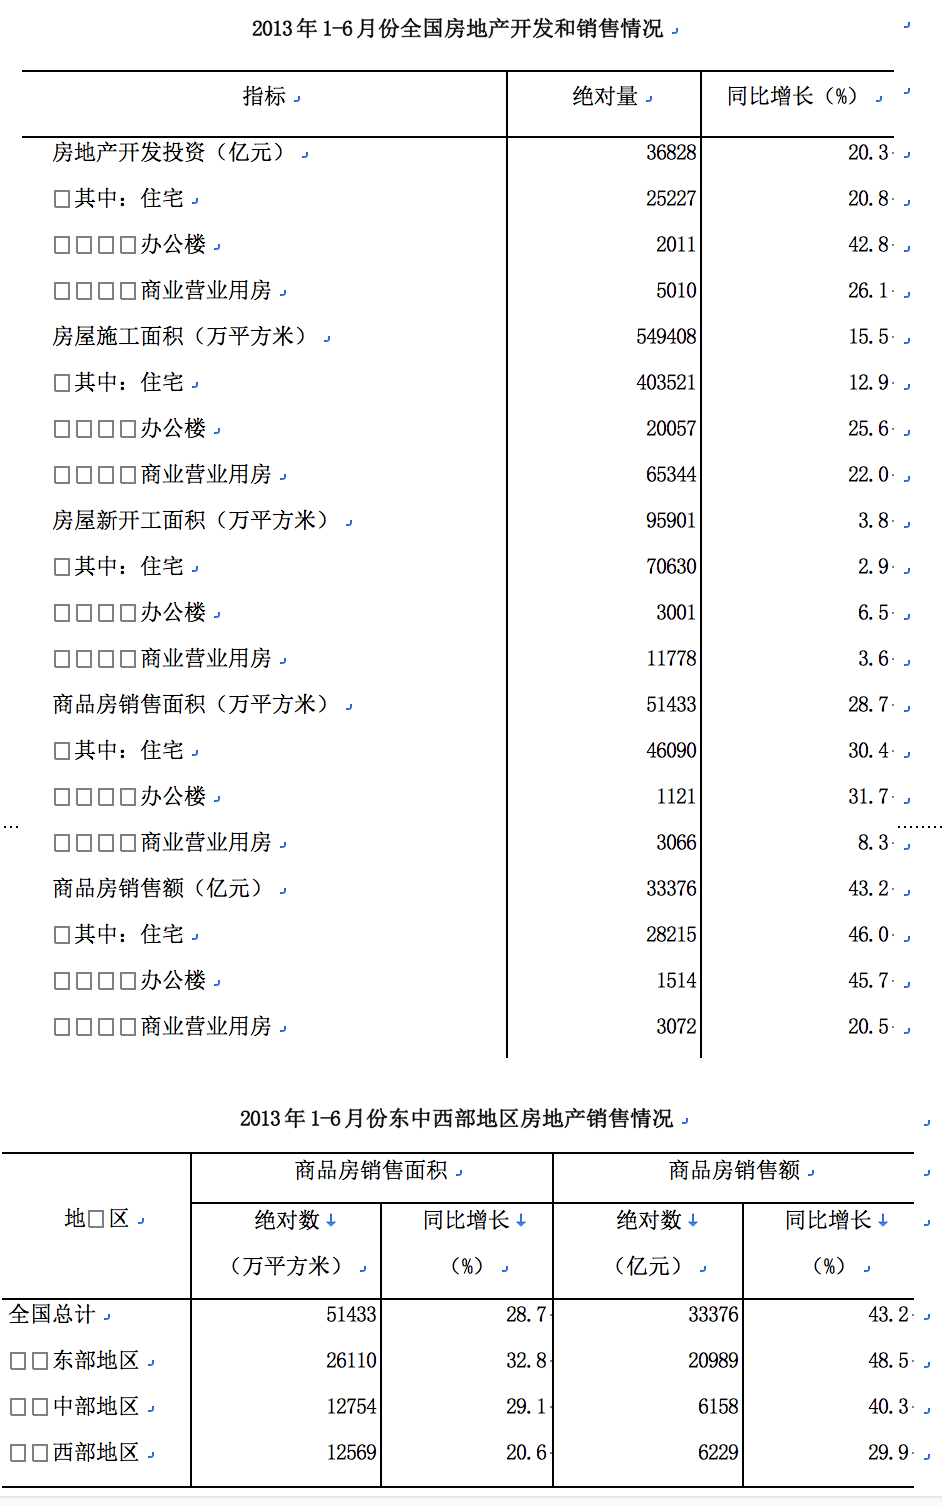 2013年1-6月份全国房地产开发和销售情况
指标 绝对量 同比增长（%）
房地产开发投资（亿元） 36828 20.3
□其中：住宅 25227 20.8
□□□□办公楼 2011 42.8
□□□□商业营业用房 5010 26.1
房屋施工面积（万平方米） 549408 15.5
□其中：住宅 403521 12.9
□□□□办公楼 20057 25.6
□□□□商业营业用房 65344 22.0
房屋新开工面积（万平方米） 95901 3.8
□其中：住宅 70630 2.9
□□□□办公楼 3001 6.5
□□□□商业营业用房 11778 3.6
商品房销售面积（万平方米） 51433 28.7
□其中：住宅 46090 30.4
□□□□办公楼 1121 31.7
□□□□商业营业用房 3066 8.3
商品房销售额（亿元） 33376 43.2
□其中：住宅 28215 46.0
□□□□办公楼 1514 45.7
□□□□商业营业用房 3072 20.5
2013年1-6月份东中西部地区房地产销售情况
商品房销售面积 商品房销售额
地□区 绝对数↓ 同比增长↓ 绝对数↓ 同比增长↓
（万平方米） （%） （亿元） （%）
全国总计 51433 28.7 33376 43.2
□□东部地区 26110 32.8 20989 48.5
□□中部地区 12754 29.1 6158 40.3
□□西部地区 12569 20.6 6229 29.9